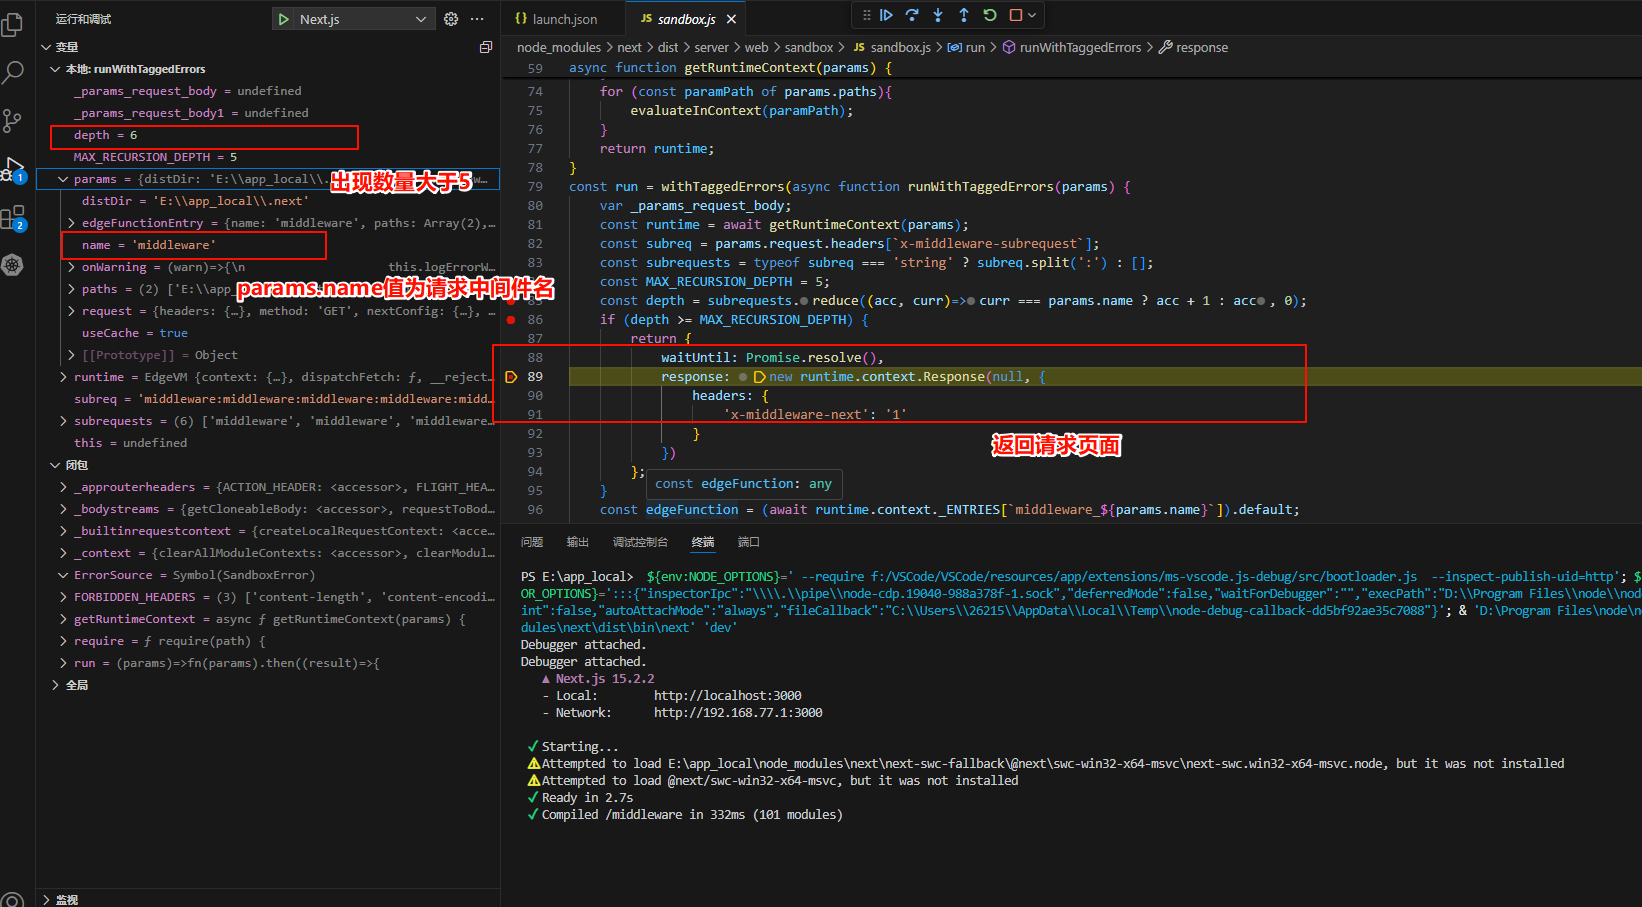 运行和调试
Next.js
变量
本地: runWithTaggedErrors
_params_request_body = undefined
_params_request_body1 = undefined
depth = 6
MAX_RECURSION_DEPTH = 5
params = {distDir: 'E:\\app_local\\.
出现数量大于5
w…
distDir = 'E:\\app_local\\.next'
edgeFunctionEntry = {name: 'middleware', paths: Array(2),…
name = 'middleware'
onWarning = (warn)=>{\n this.logErrorW…
paths = (2) ['E:\\app_
params.name值为请求中间件名
request = {headers: {…}, method: 'GET', nextConfig: {…}, …
useCache = true
[[Prototype]] = Object
runtime = EdgeVM {context: {…}, dispatchFetch: ƒ, __reject…
subreq = 'middleware:middleware:middleware:middleware:midd…
subrequests = (6) ['middleware', 'middleware', 'middleware…
this = undefined
闭包
_approuterheaders = {ACTION_HEADER: <accessor>, FLIGHT_HEA…
_bodystreams = {getCloneableBody: <accessor>, requestToBod…
_builtinrequestcontext = {createLocalRequestContext: <acce…
_context = {clearAllModuleContexts: <accessor>, clearModul…
ErrorSource = Symbol(SandboxError)
FORBIDDEN_HEADERS = (3) ['content-length', 'content-encodi…
getRuntimeContext = async ƒ getRuntimeContext(params) {
require = ƒ require(path) {
run = (params)=>fn(params).then((result)=>{
全局
监视
1
2
{} launch.json
JS sandbox.js
node_modules > next > dist > server > web > sandbox > JS sandbox.js > run > runWithTaggedErrors > response
59 async function getRuntimeContext(params) {
74 for (const paramPath of params.paths){
75 evaluateInContext(paramPath);
76 }
77 return runtime;
78 }
79 const run = withTaggedErrors(async function runWithTaggedErrors(params) {
80 var _params_request_body;
81 const runtime = await getRuntimeContext(params);
82 const subreq = params.request.headers[`x-middleware-subrequest`];
83 const subrequests = typeof subreq === 'string' ? subreq.split(':') : [];
84 const MAX_RECURSION_DEPTH = 5;
const depth = subrequests.reduce((acc, curr)=>curr === params.name ? acc + 1 : acc, 0);
86 if (depth >= MAX_RECURSION_DEPTH) {
87 return {
88 waitUntil: Promise.resolve(),
89 response: new runtime.context.Response(null, {
90 headers: {
91 'x-middleware-next': '1'
92 }
93 })
返回请求页面
94 };
const edgeFunction: any
95 }
96 const edgeFunction = (await runtime.context._ENTRIES[`middleware_${params.name}`]).default;
问题 输出 调试控制台 终端 端口
PS E:\app_local> ${env:NODE_OPTIONS}=' --require f:/VSCode/VSCode/resources/app/extensions/ms-vscode.js-debug/src/bootloader.js --inspect-publish-uid=http'; $
OR_OPTIONS}=':::{"inspectorIpc":"\\\\.\\pipe\\node-cdp.19040-988a378f-1.sock","deferredMode":false,"waitForDebugger":"","execPath":"D:\\Program Files\\node\\nod
int":false,"autoAttachMode":"always","fileCallback":"C:\\Users\\26215\\AppData\\Local\\Temp\\node-debug-callback-dd5bf92ae35c7088"}'; & 'D:\Program Files\node\n
dules\next\dist\bin\next' 'dev'
Debugger attached.
Debugger attached.
▲ Next.js 15.2.2
- Local: http://localhost:3000
- Network: http://192.168.77.1:3000
✓ Starting...
⚠ Attempted to load E:\app_local\node_modules\next\next-swc-fallback\@next\swc-win32-x64-msvc\next-swc.win32-x64-msvc.node, but it was not installed
⚠ Attempted to load @next/swc-win32-x64-msvc, but it was not installed
✓ Ready in 2.7s
✓ Compiled /middleware in 332ms (101 modules)